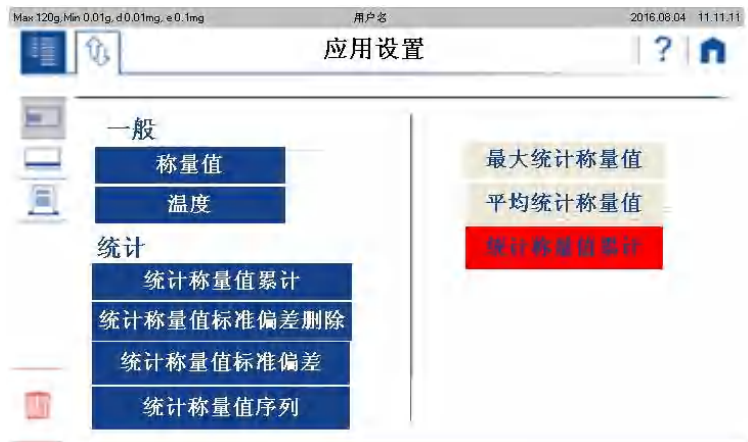 Max 120g, Min 0.01g, d 0.01mg, e 0.1mg 用户名 2016.08.04 11.11.11
应用设置 ?
一般
称量值
温度
统计
统计称量值累计
统计称量值标准偏差删除
统计称量值标准偏差
统计称量值序列
最大统计称量值
平均统计称量值
统计称量值累计